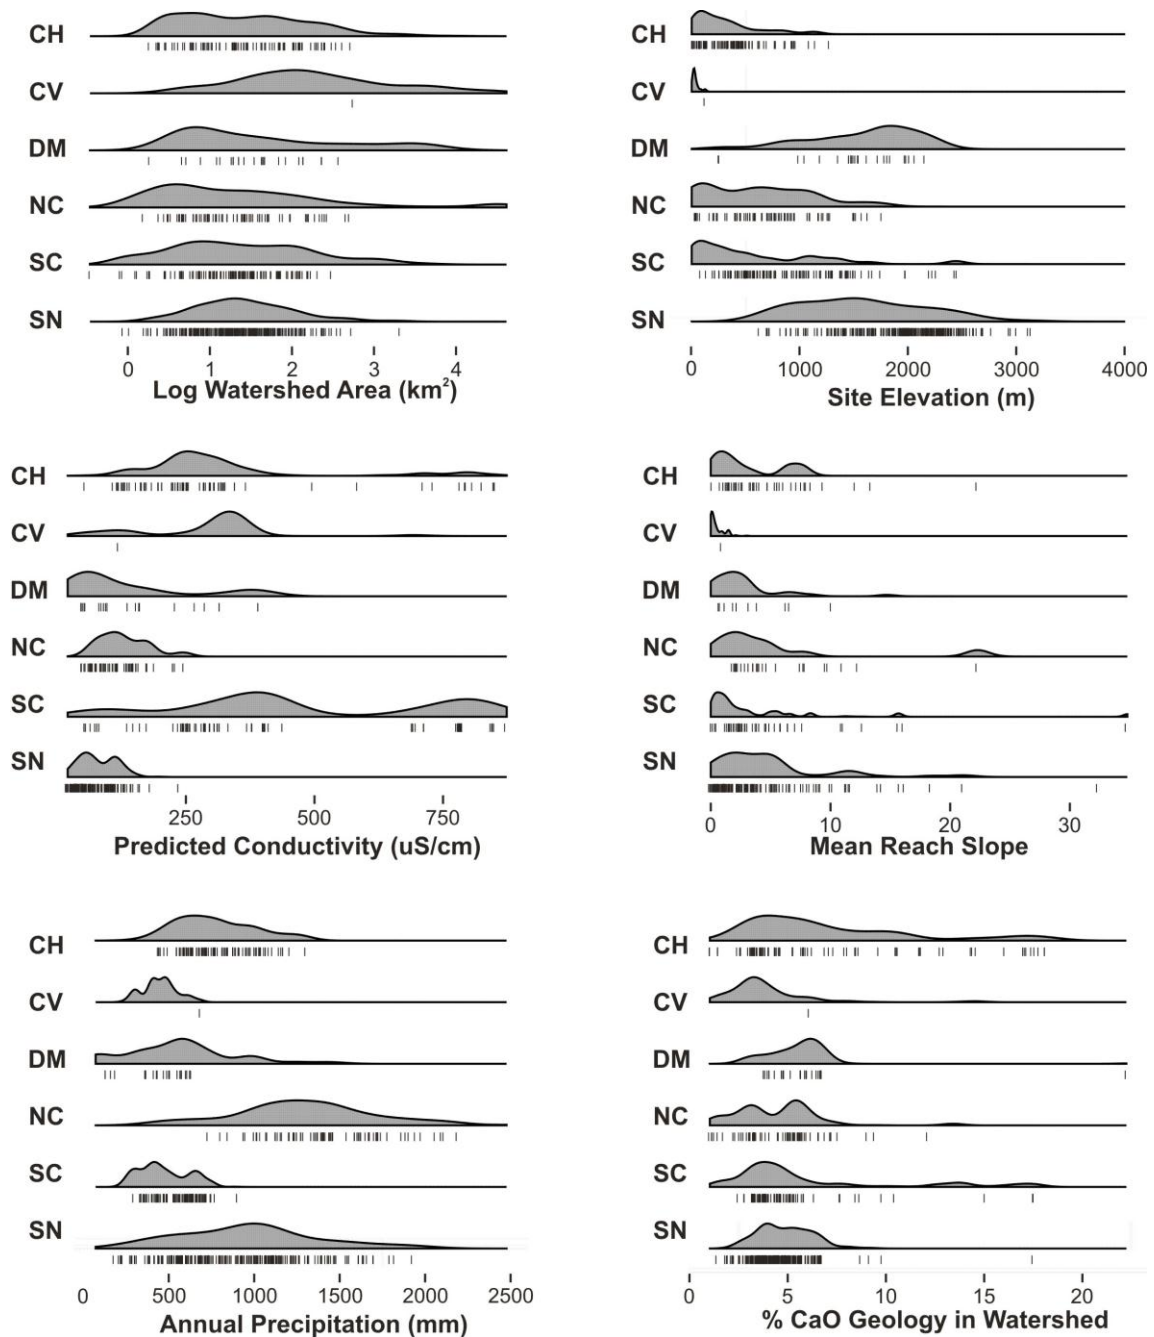 CH
CV
DM
NC
SC
SN
0 1 2 3 4
Log Watershed Area (km²)
CH
CV
DM
NC
SC
SN
0 1000 2000 3000 4000
Site Elevation (m)
CH
CV
DM
NC
SC
SN
250 500 750
Predicted Conductivity (uS/cm)
CH
CV
DM
NC
SC
SN
0 10 20 30
Mean Reach Slope
CH
CV
DM
NC
SC
SN
0 500 1000 1500 2000 2500
Annual Precipitation (mm)
CH
CV
DM
NC
SC
SN
0 5 10 15 20
% CaO Geology in Watershed